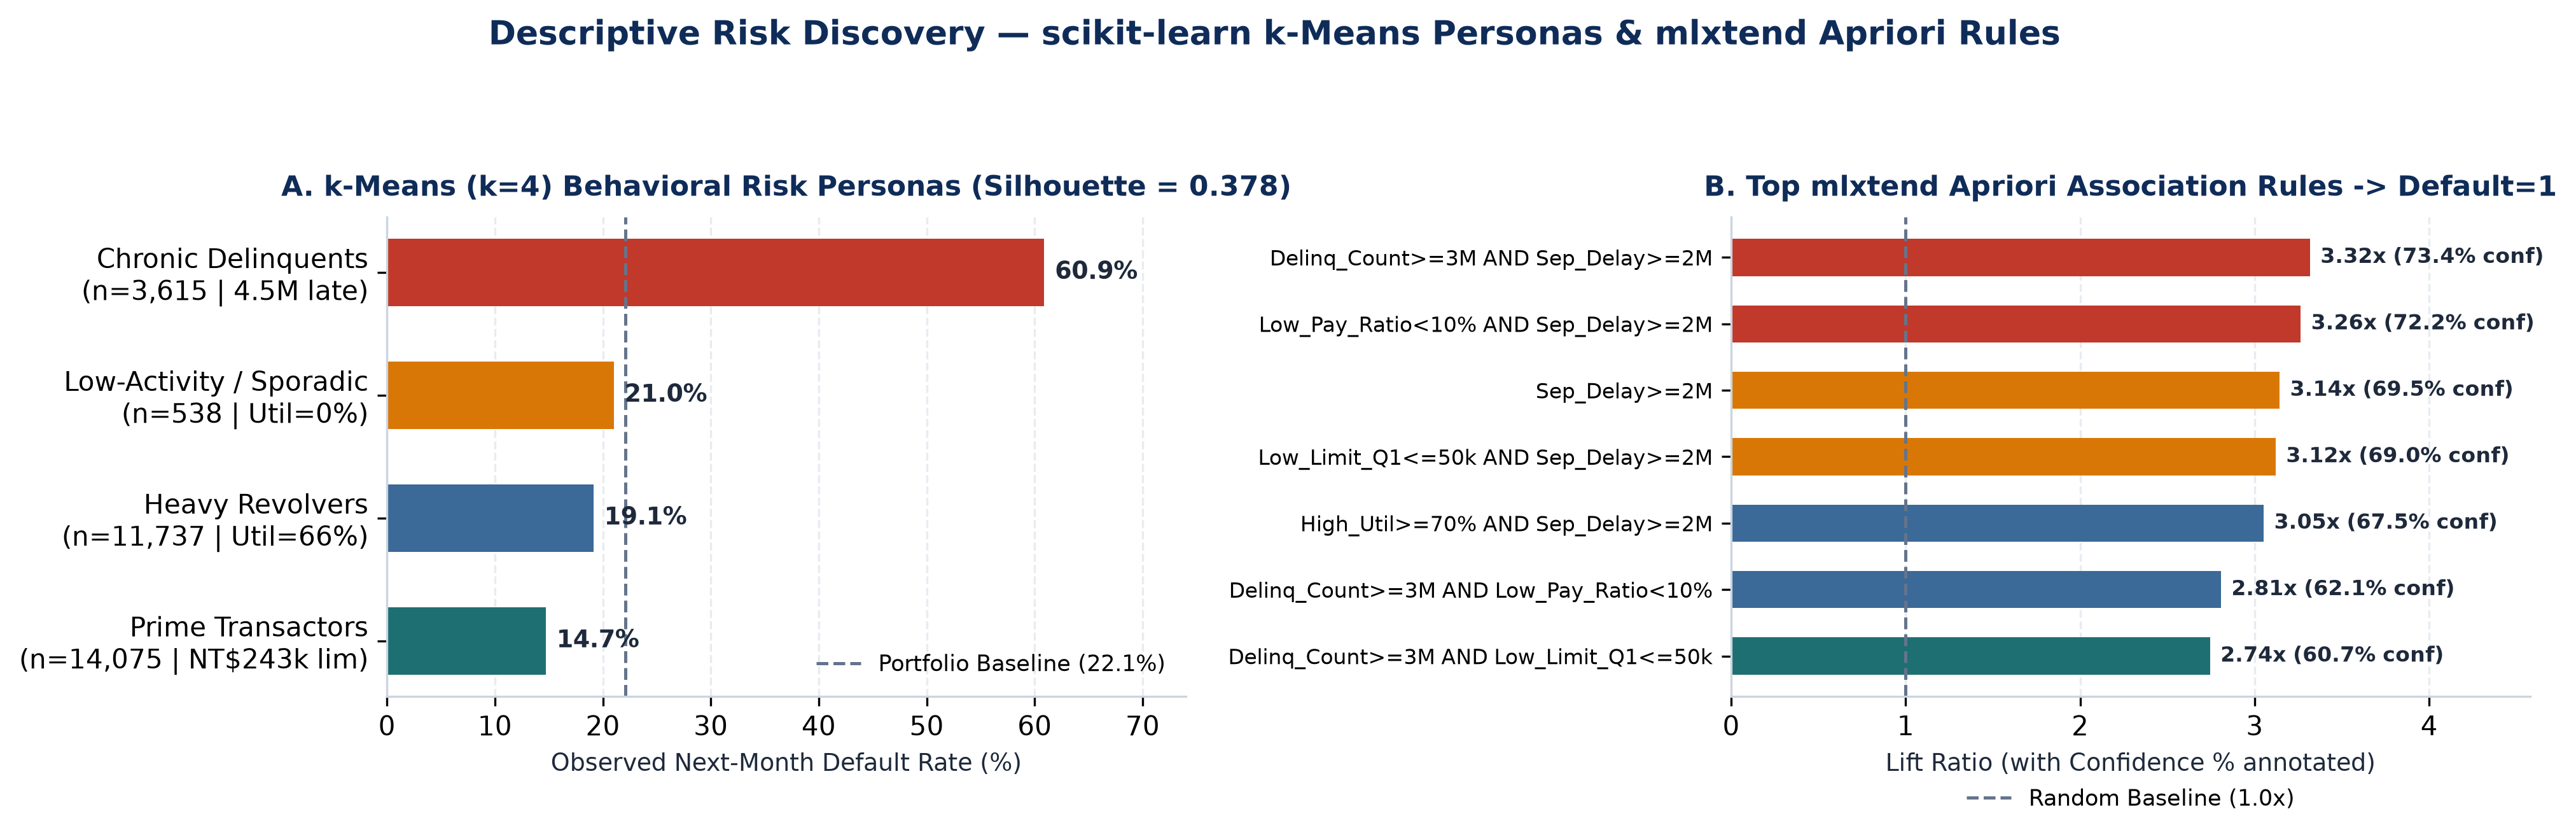 Descriptive Risk Discovery — scikit-learn k-Means Personas & mlxtend Apriori Rules
A. k-Means (k=4) Behavioral Risk Personas (Silhouette = 0.378)
Chronic Delinquents
(n=3,615 | 4.5M late)
60.9%
Low-Activity / Sporadic
(n=538 | Util=0%)
21.0%
Heavy Revolvers
(n=11,737 | Util=66%)
19.1%
Prime Transactors
(n=14,075 | NT$243k lim)
14.7%
Portfolio Baseline (22.1%)
0 10 20 30 40 50 60 70
Observed Next-Month Default Rate (%)
B. Top mlxtend Apriori Association Rules -> Default=1
Delinq_Count>=3M AND Sep_Delay>=2M
3.32x (73.4% conf)
Low_Pay_Ratio<10% AND Sep_Delay>=2M
3.26x (72.2% conf)
Sep_Delay>=2M
3.14x (69.5% conf)
Low_Limit_Q1<=50k AND Sep_Delay>=2M
3.12x (69.0% conf)
High_Util>=70% AND Sep_Delay>=2M
3.05x (67.5% conf)
Delinq_Count>=3M AND Low_Pay_Ratio<10%
2.81x (62.1% conf)
Delinq_Count>=3M AND Low_Limit_Q1<=50k
2.74x (60.7% conf)
0 1 2 3 4
Lift Ratio (with Confidence % annotated)
Random Baseline (1.0x)